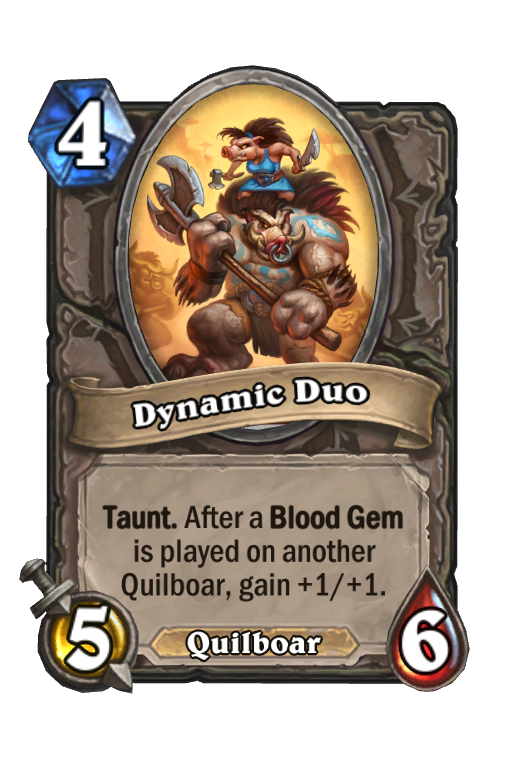 4
Dynamic Duo
Taunt. After a Blood Gem
is played on another
Quilboar, gain +1/+1.
5
Quilboar
6